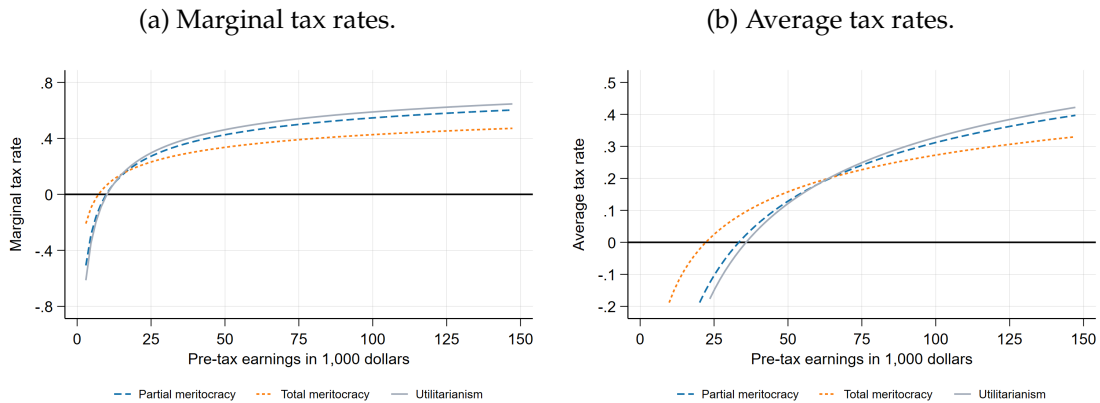 (a) Marginal tax rates.
.8
.4
0
-.4
-.8
Marginal tax rate
0 25 50 75 100 125 150
Pre-tax earnings in 1,000 dollars
Partial meritocracy Total meritocracy Utilitarianism
(b) Average tax rates.
.5
.4
.3
.2
.1
0
-.1
-.2
Average tax rate
0 25 50 75 100 125 150
Pre-tax earnings in 1,000 dollars
Partial meritocracy Total meritocracy Utilitarianism